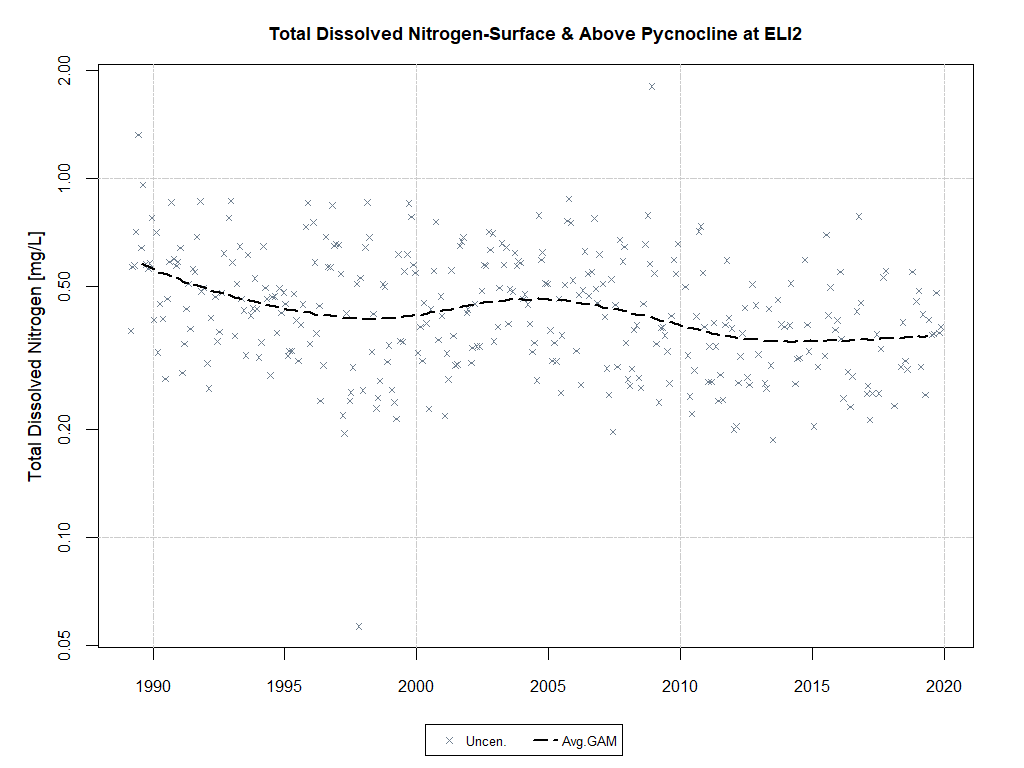 Total Dissolved Nitrogen-Surface & Above Pycnocline at ELI2
Total Dissolved Nitrogen [mg/L]
2.00
1.00
0.50
0.20
0.10
0.05
1990 1995 2000 2005 2010 2015 2020
Uncen. Avg.GAM